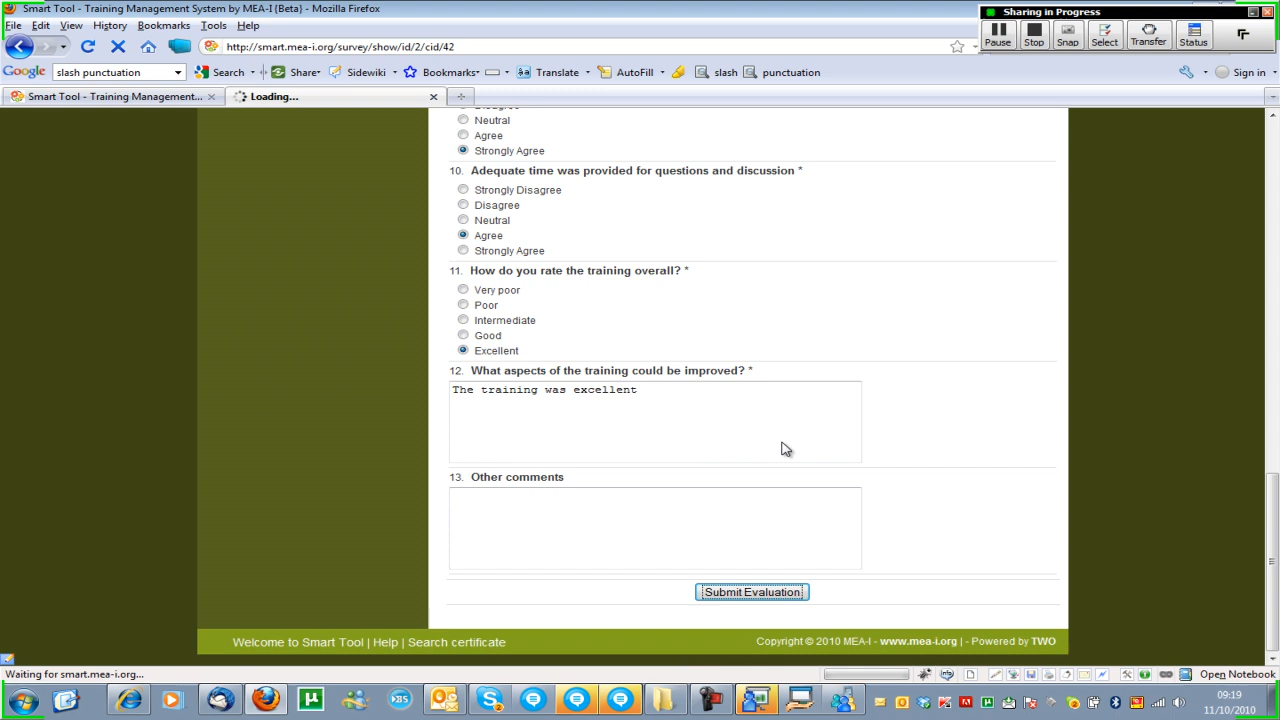 Smart Tool - Training Management System by MEA-I {Beta} - Mozilla Firefox
Sharing in Progress
File Edit View History Bookmarks Tools Help
Pause Stop Snap Select Transfer Status
http://smart.mea-i.org/survey/show/id/2/cid/42
Google slash punctuation Search Share Sidewiki Bookmarks Translate AutoFill slash punctuation Sign in
Smart Tool - Training Management... Loading...
Disagree
Neutral
Agree
Strongly Agree
10. Adequate time was provided for questions and discussion *
Strongly Disagree
Disagree
Neutral
Agree
Strongly Agree
11. How do you rate the training overall? *
Very poor
Poor
Intermediate
Good
Excellent
12. What aspects of the training could be improved? *
The training was excellent
13. Other comments
Submit Evaluation
Welcome to Smart Tool | Help | Search certificate
Copyright © 2010 MEA-I - www.mea-i.org | - Powered by TWO
Waiting for smart.mea-i.org...
Open Notebook
09:19
11/10/2010